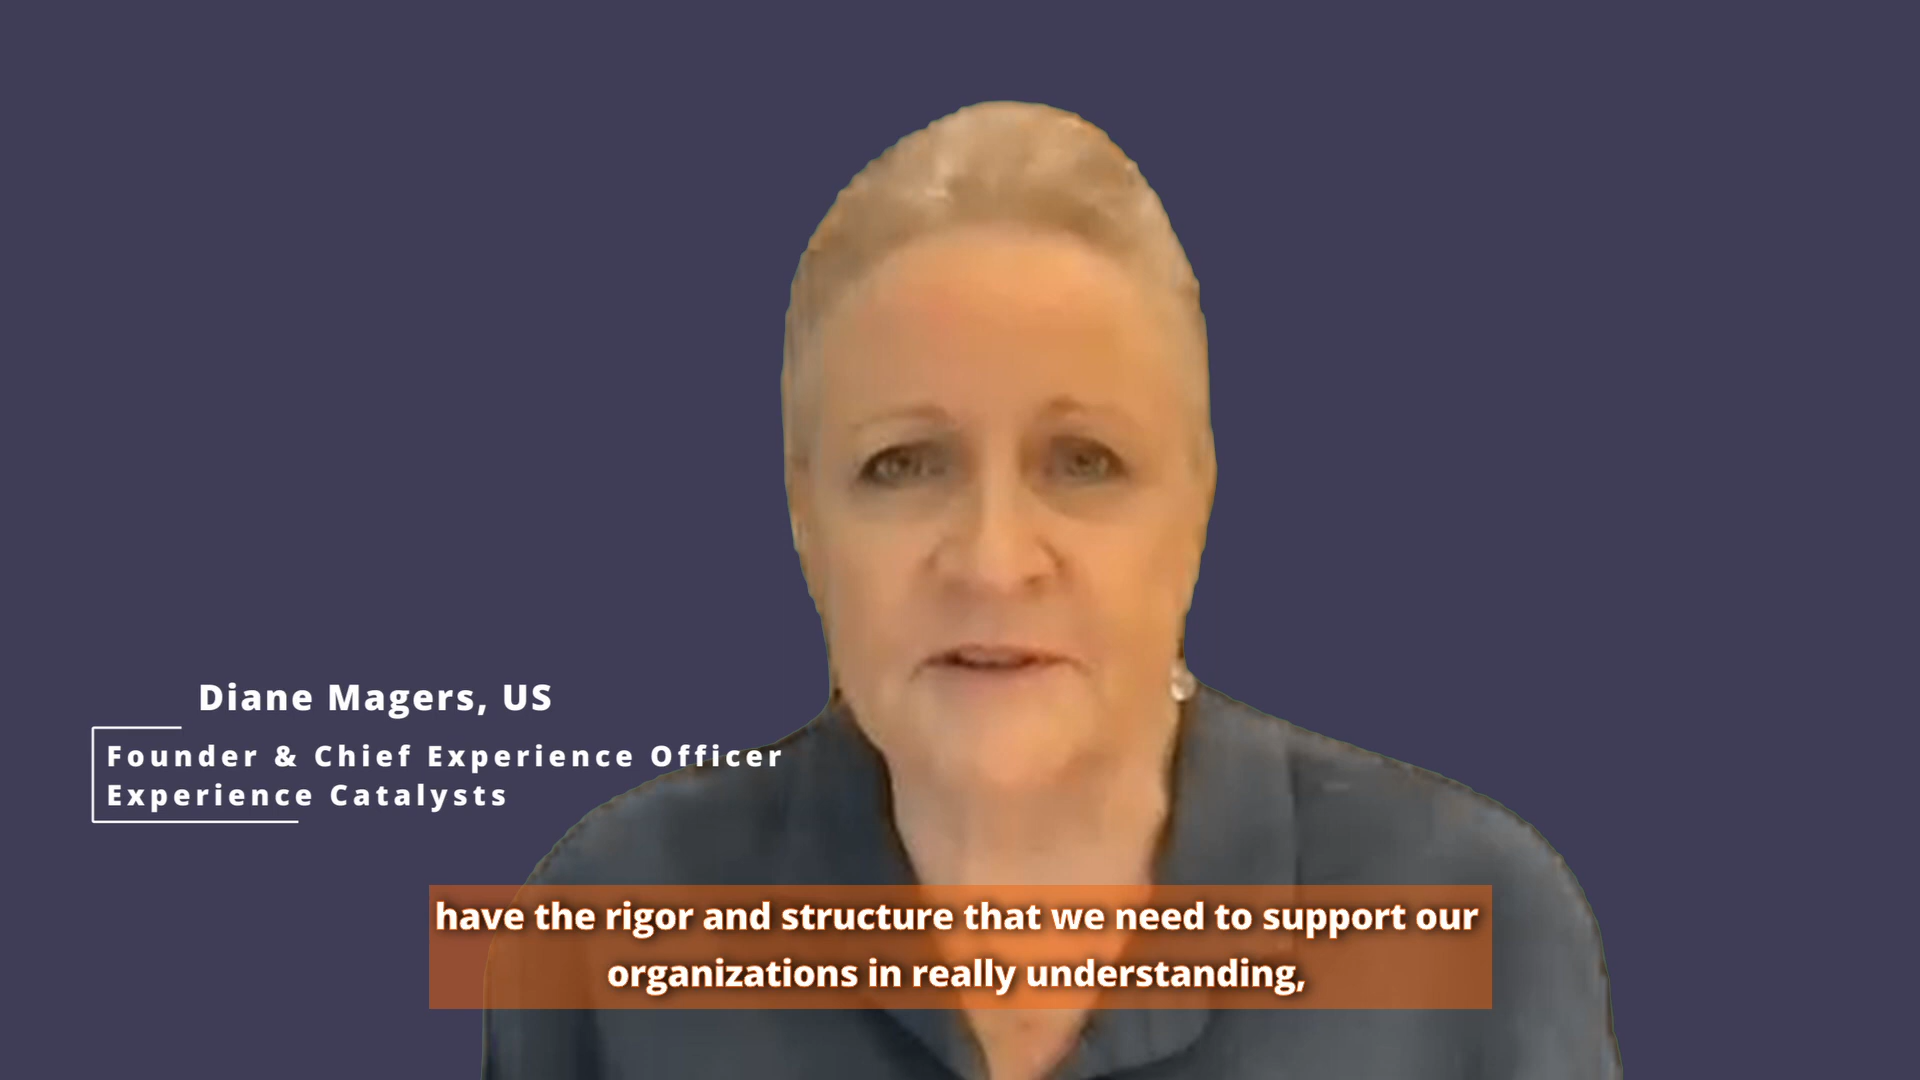 Diane Magers, US
Founder & Chief Experience Officer
Experience Catalysts
have the rigor and structure that we need to support our
organizations in really understanding,